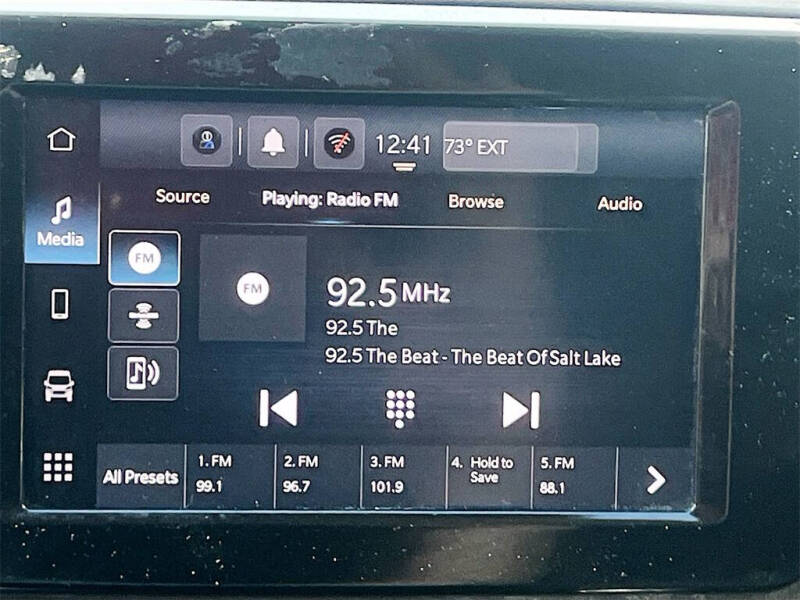 12:41
73° EXT
Source
Playing: Radio FM
Browse
Audio
Media
FM
FM
92.5 MHz
92.5 The
92.5 The Beat - The Beat Of Salt Lake
All Presets
1. FM
99.1
2. FM
96.7
3. FM
101.9
4. Hold to
Save
5. FM
88.1